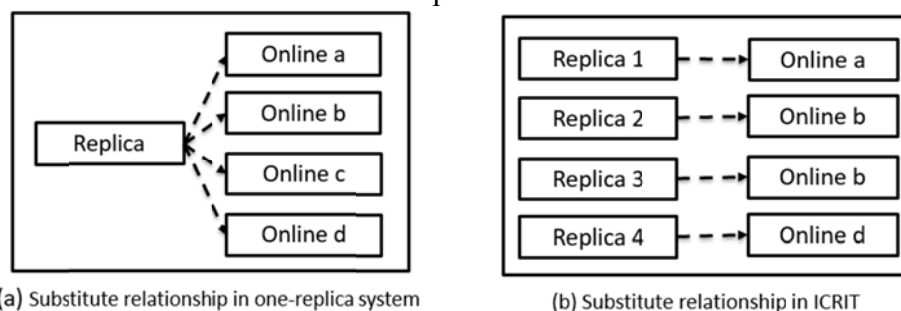 Online a
Online b
Replica
Online c
Online d
(a) Substitute relationship in one-replica system
Replica 1
Online a
Replica 2
Online b
Replica 3
Online b
Replica 4
Online d
(b) Substitute relationship in ICRIT